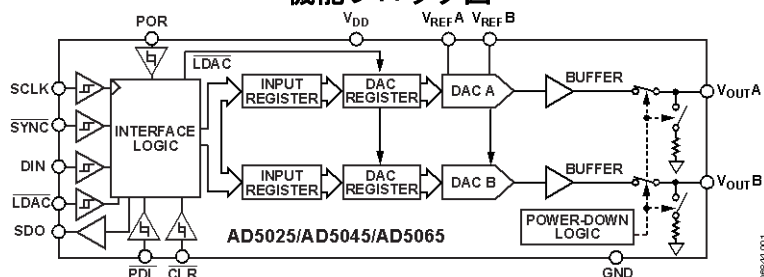 機能ブロック図
POR
VDD
VREFA
VREFB
LDAC
SCLK
SYNC
DIN
LDAC
SDO
INTERFACE
LOGIC
INPUT
REGISTER
DAC
REGISTER
DAC A
BUFFER
VOUTA
INPUT
REGISTER
DAC
REGISTER
DAC B
BUFFER
VOUTB
POWER-DOWN
LOGIC
AD5025/AD5045/AD5065
PDL
CLR
GND
06844-001